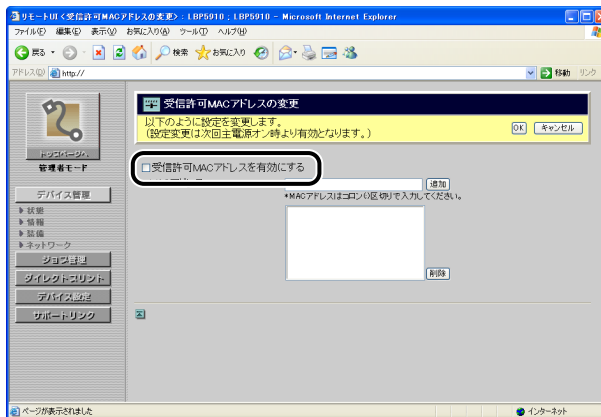 リモートUI <受信許可MACアドレスの変更> : LBP5910 ; LBP5910 - Microsoft Internet Explorer
ファイル(F) 編集(E) 表示(V) お気に入り(A) ツール(T) ヘルプ(H)
戻る 検索 お気に入り
アドレス(D) http:// 移動 リンク
受信許可MACアドレスの変更
以下のように設定を変更します。
(設定変更は次回主電源オン時より有効となります。)
OK キャンセル
トップページへ
管理者モード
受信許可MACアドレスを有効にする
追加
*MACアドレスはコロン(:)区切りで入力してください。
削除
デバイス管理
状態
情報
装備
ネットワーク
ジョブ管理
ダイレクトプリント
デバイス設定
サポートリンク
ページが表示されました
インターネット